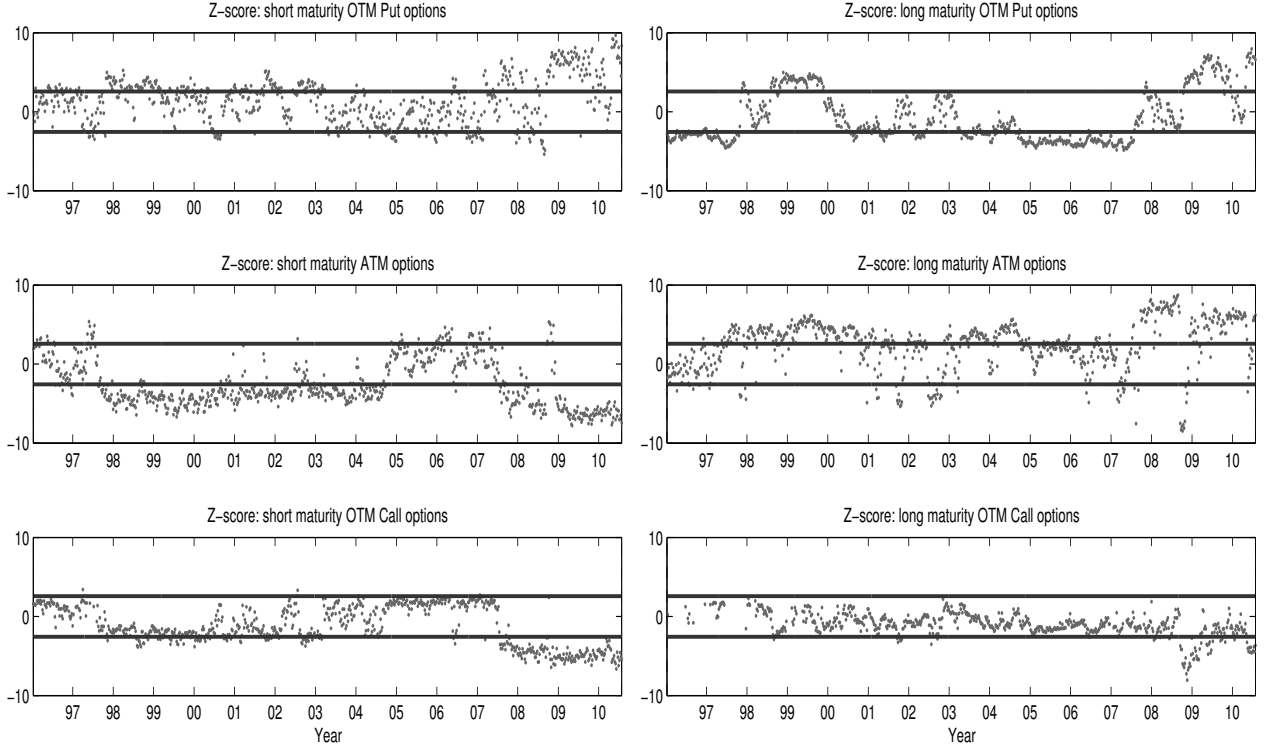 Z−score: short maturity OTM Put options
10
0
−10
97 98 99 00 01 02 03 04 05 06 07 08 09 10
Z−score: long maturity OTM Put options
10
0
−10
97 98 99 00 01 02 03 04 05 06 07 08 09 10
Z−score: short maturity ATM options
10
0
−10
97 98 99 00 01 02 03 04 05 06 07 08 09 10
Z−score: long maturity ATM options
10
0
−10
97 98 99 00 01 02 03 04 05 06 07 08 09 10
Z−score: short maturity OTM Call options
10
0
−10
97 98 99 00 01 02 03 04 05 06 07 08 09 10
Year
Z−score: long maturity OTM Call options
10
0
−10
97 98 99 00 01 02 03 04 05 06 07 08 09 10
Year